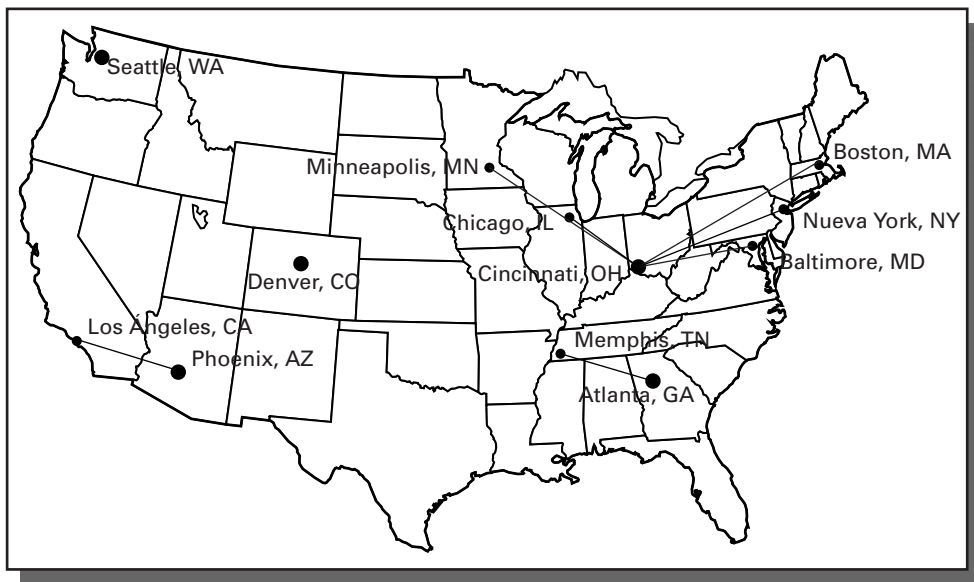 Seattle, WA
Boston, MA
Minneapolis, MN
Nueva York, NY
Chicago, IL
Baltimore, MD
Cincinnati, OH
Denver, CO
Los Ángeles, CA
Memphis, TN
Phoenix, AZ
Atlanta, GA